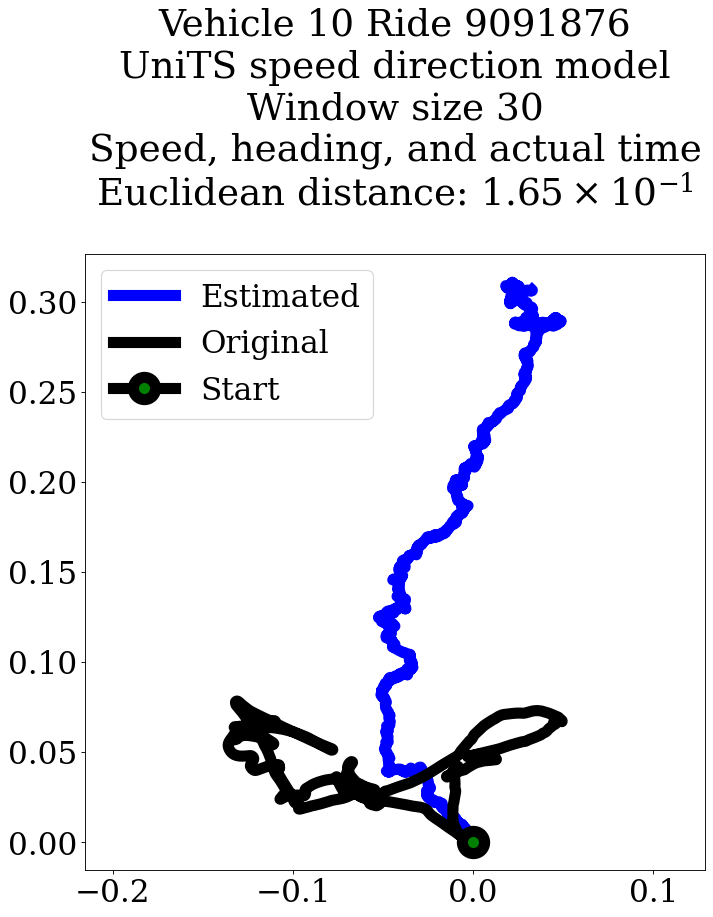 Vehicle 10 Ride 9091876
UniTS speed direction model
Window size 30
Speed, heading, and actual time
Euclidean distance: 1.65 × 10⁻¹
Estimated
Original
Start
0.30
0.25
0.20
0.15
0.10
0.05
0.00
−0.2 −0.1 0.0 0.1